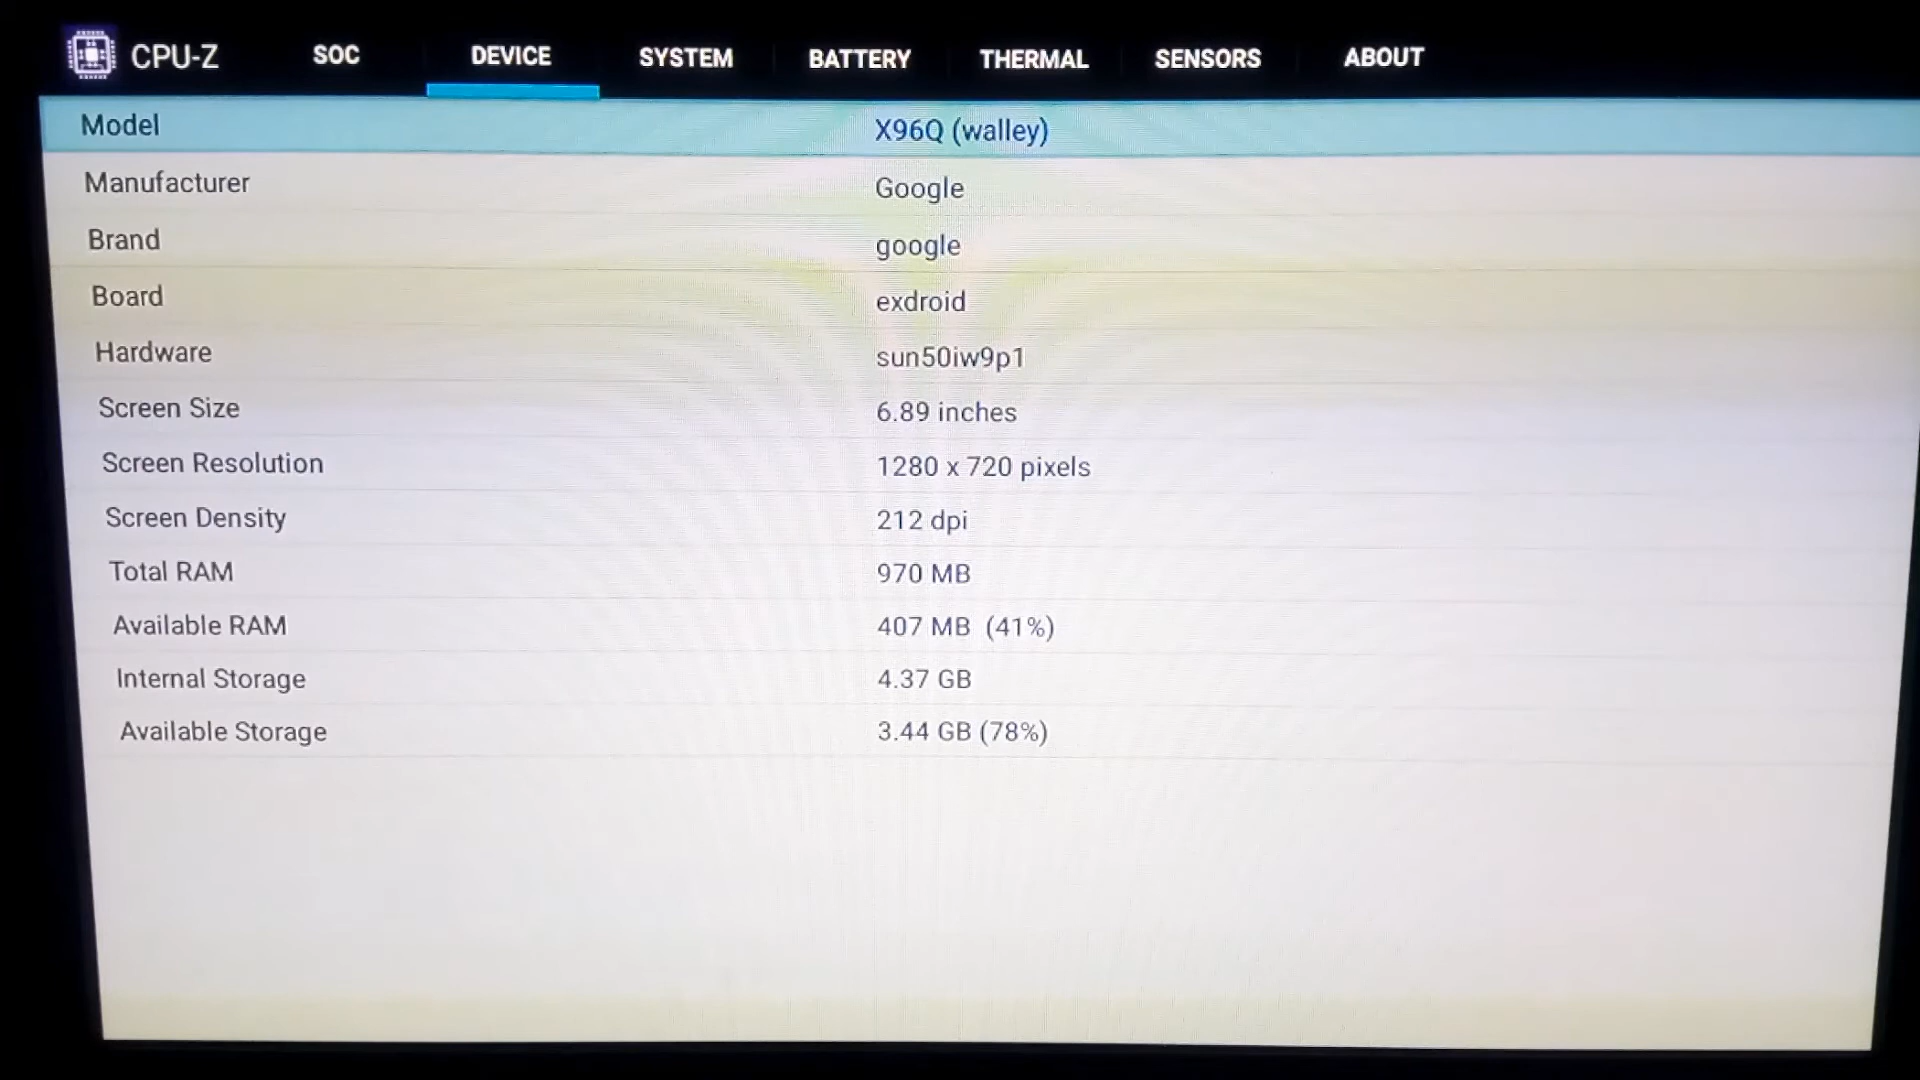 CPU-Z SOC DEVICE SYSTEM BATTERY THERMAL SENSORS ABOUT
Model X96Q (walley)
Manufacturer Google
Brand google
Board exdroid
Hardware sun50iw9p1
Screen Size 6.89 inches
Screen Resolution 1280 x 720 pixels
Screen Density 212 dpi
Total RAM 970 MB
Available RAM 407 MB (41%)
Internal Storage 4.37 GB
Available Storage 3.44 GB (78%)